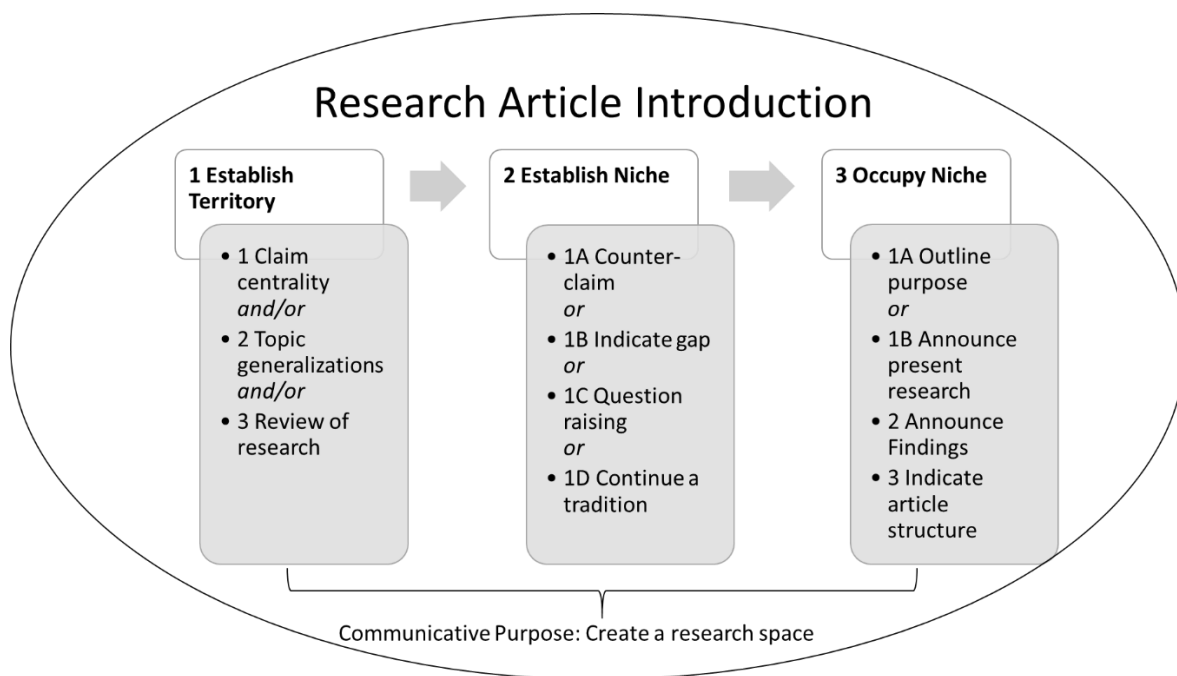 Research Article Introduction
1 Establish
Territory
• 1 Claim
centrality
and/or
• 2 Topic
generalizations
and/or
• 3 Review of
research
2 Establish Niche
• 1A Counter-
claim
or
• 1B Indicate gap
or
• 1C Question
raising
or
• 1D Continue a
tradition
3 Occupy Niche
• 1A Outline
purpose
or
• 1B Announce
present
research
• 2 Announce
Findings
• 3 Indicate
article
structure
Communicative Purpose: Create a research space